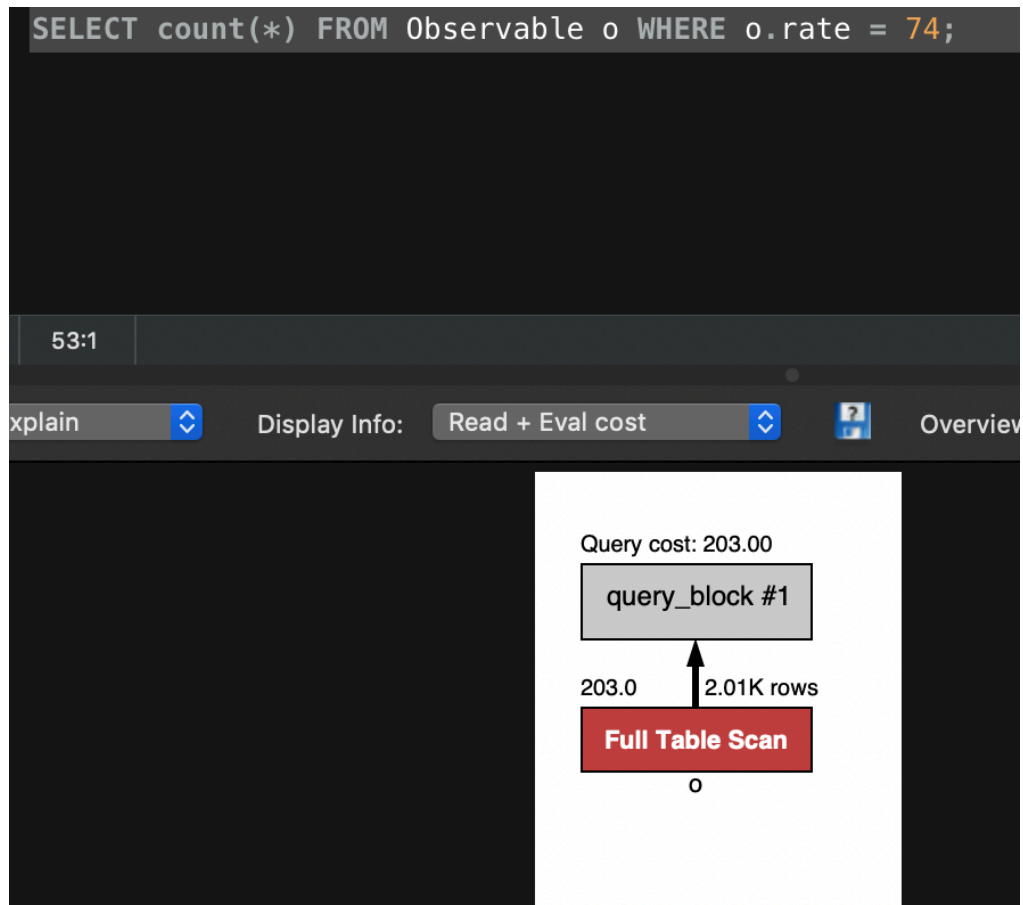 SELECT count(*) FROM Observable o WHERE o.rate = 74;
53:1
xplain Display Info: Read + Eval cost Overview
Query cost: 203.00
query_block #1
203.0 2.01K rows
Full Table Scan
o